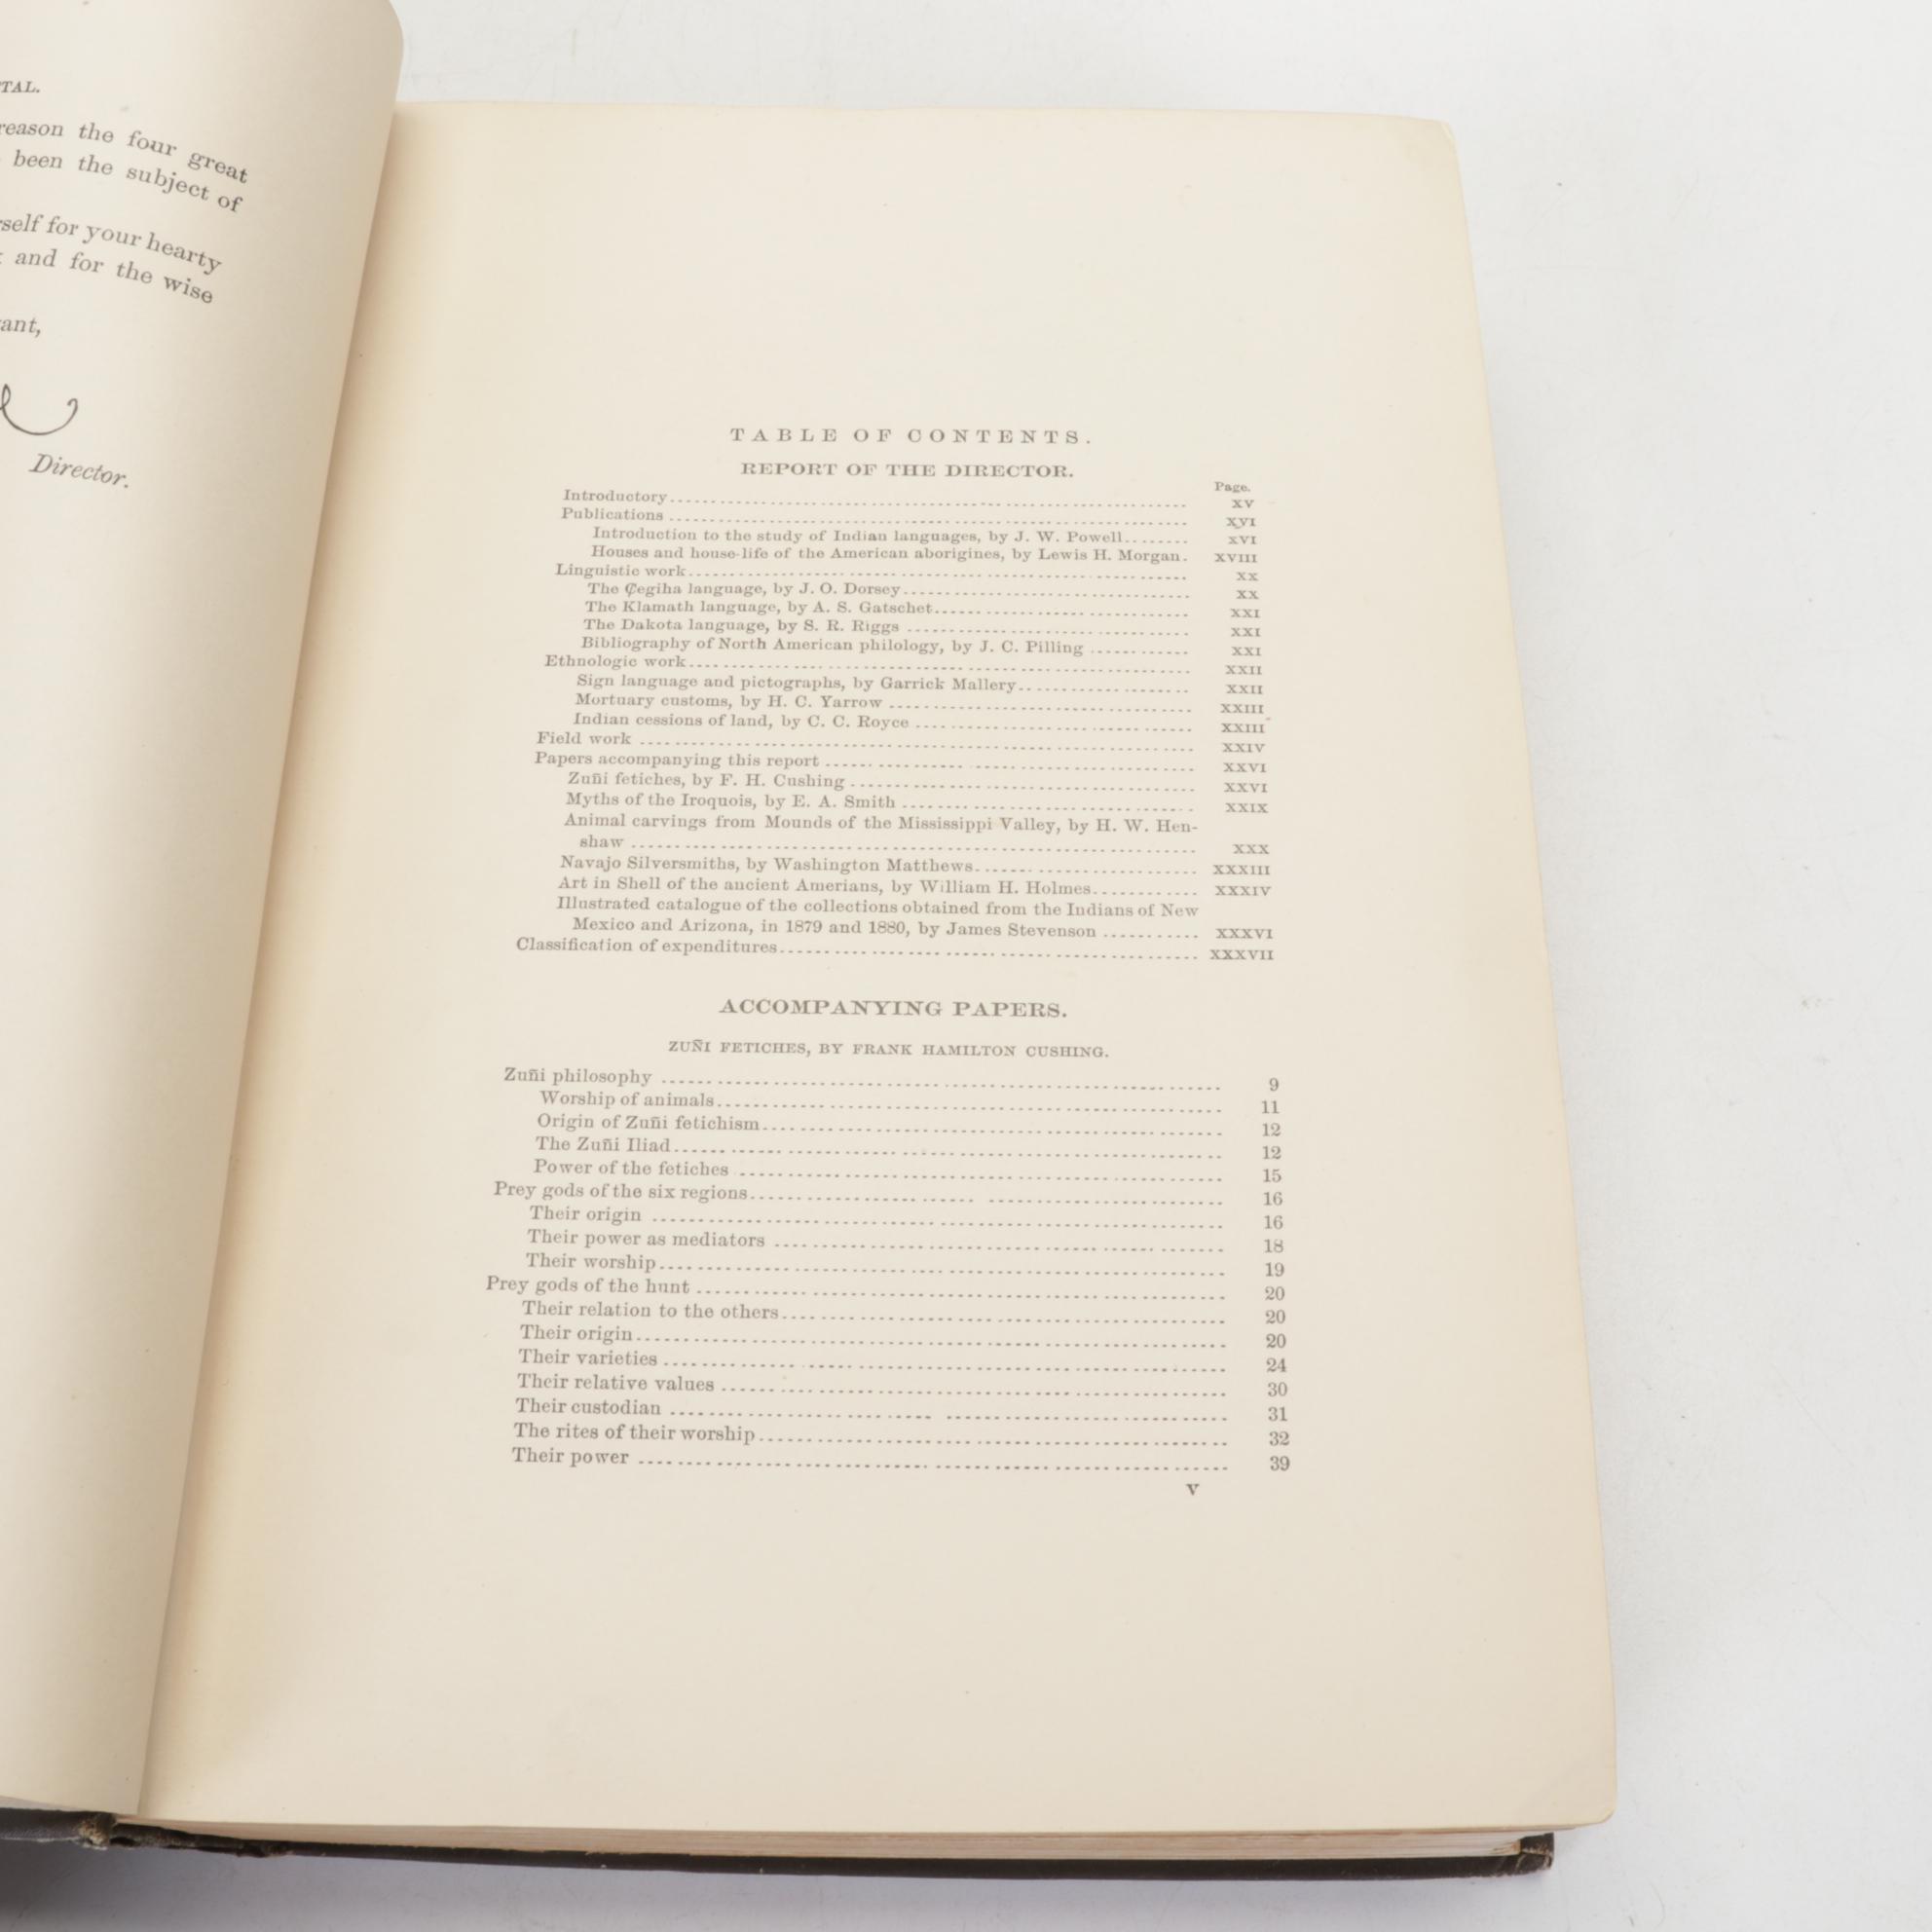 TAL.
reason the four great
been the subject of
rself for your hearty
and for the wise
ant,
Director.
TABLE OF CONTENTS.
REPORT OF THE DIRECTOR.
Page.
Introductory XV
Publications XVI
Introduction to the study of Indian languages, by J. W. Powell XVI
Houses and house-life of the American aborigines, by Lewis H. Morgan. XVIII
Linguistic work XX
The Ȼegiha language, by J. O. Dorsey XX
The Klamath language, by A. S. Gatschet XXI
The Dakota language, by S. R. Riggs XXI
Bibliography of North American philology, by J. C. Pilling XXI
Ethnologic work XXII
Sign language and pictographs, by Garrick Mallery XXII
Mortuary customs, by H. C. Yarrow XXIII
Indian cessions of land, by C. C. Royce XXIII
Field work XXIV
Papers accompanying this report XXVI
Zuñi fetiches, by F. H. Cushing XXVI
Myths of the Iroquois, by E. A. Smith XXIX
Animal carvings from Mounds of the Mississippi Valley, by H. W. Hen-
shaw XXX
Navajo Silversmiths, by Washington Matthews XXXIII
Art in Shell of the ancient Amerians, by William H. Holmes XXXIV
Illustrated catalogue of the collections obtained from the Indians of New
Mexico and Arizona, in 1879 and 1880, by James Stevenson XXXVI
Classification of expenditures XXXVII
ACCOMPANYING PAPERS.
ZUÑI FETICHES, BY FRANK HAMILTON CUSHING.
Zuñi philosophy 9
Worship of animals 11
Origin of Zuñi fetichism 12
The Zuñi Iliad 12
Power of the fetiches 15
Prey gods of the six regions 16
Their origin 16
Their power as mediators 18
Their worship 19
Prey gods of the hunt 20
Their relation to the others 20
Their origin 20
Their varieties 24
Their relative values 30
Their custodian 31
The rites of their worship 32
Their power 39
V